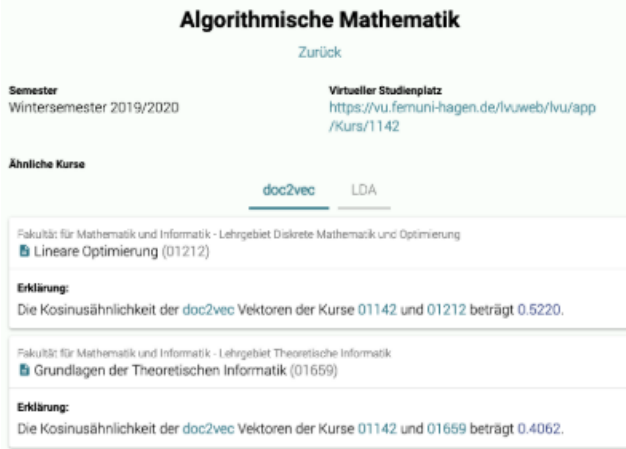 Algorithmische Mathematik
Zurück
Semester
Wintersemester 2019/2020
Virtueller Studienplatz
https://vu.fernuni-hagen.de/lvuweb/lvu/app
/Kurs/1142
Ähnliche Kurse
doc2vec LDA
Fakultät für Mathematik und Informatik - Lehrgebiet Diskrete Mathematik und Optimierung
Lineare Optimierung (01212)
Erklärung:
Die Kosinusähnlichkeit der doc2vec Vektoren der Kurse 01142 und 01212 beträgt 0.5220.
Fakultät für Mathematik und Informatik - Lehrgebiet Theoretische Informatik
Grundlagen der Theoretischen Informatik (01659)
Erklärung:
Die Kosinusähnlichkeit der doc2vec Vektoren der Kurse 01142 und 01659 beträgt 0.4062.